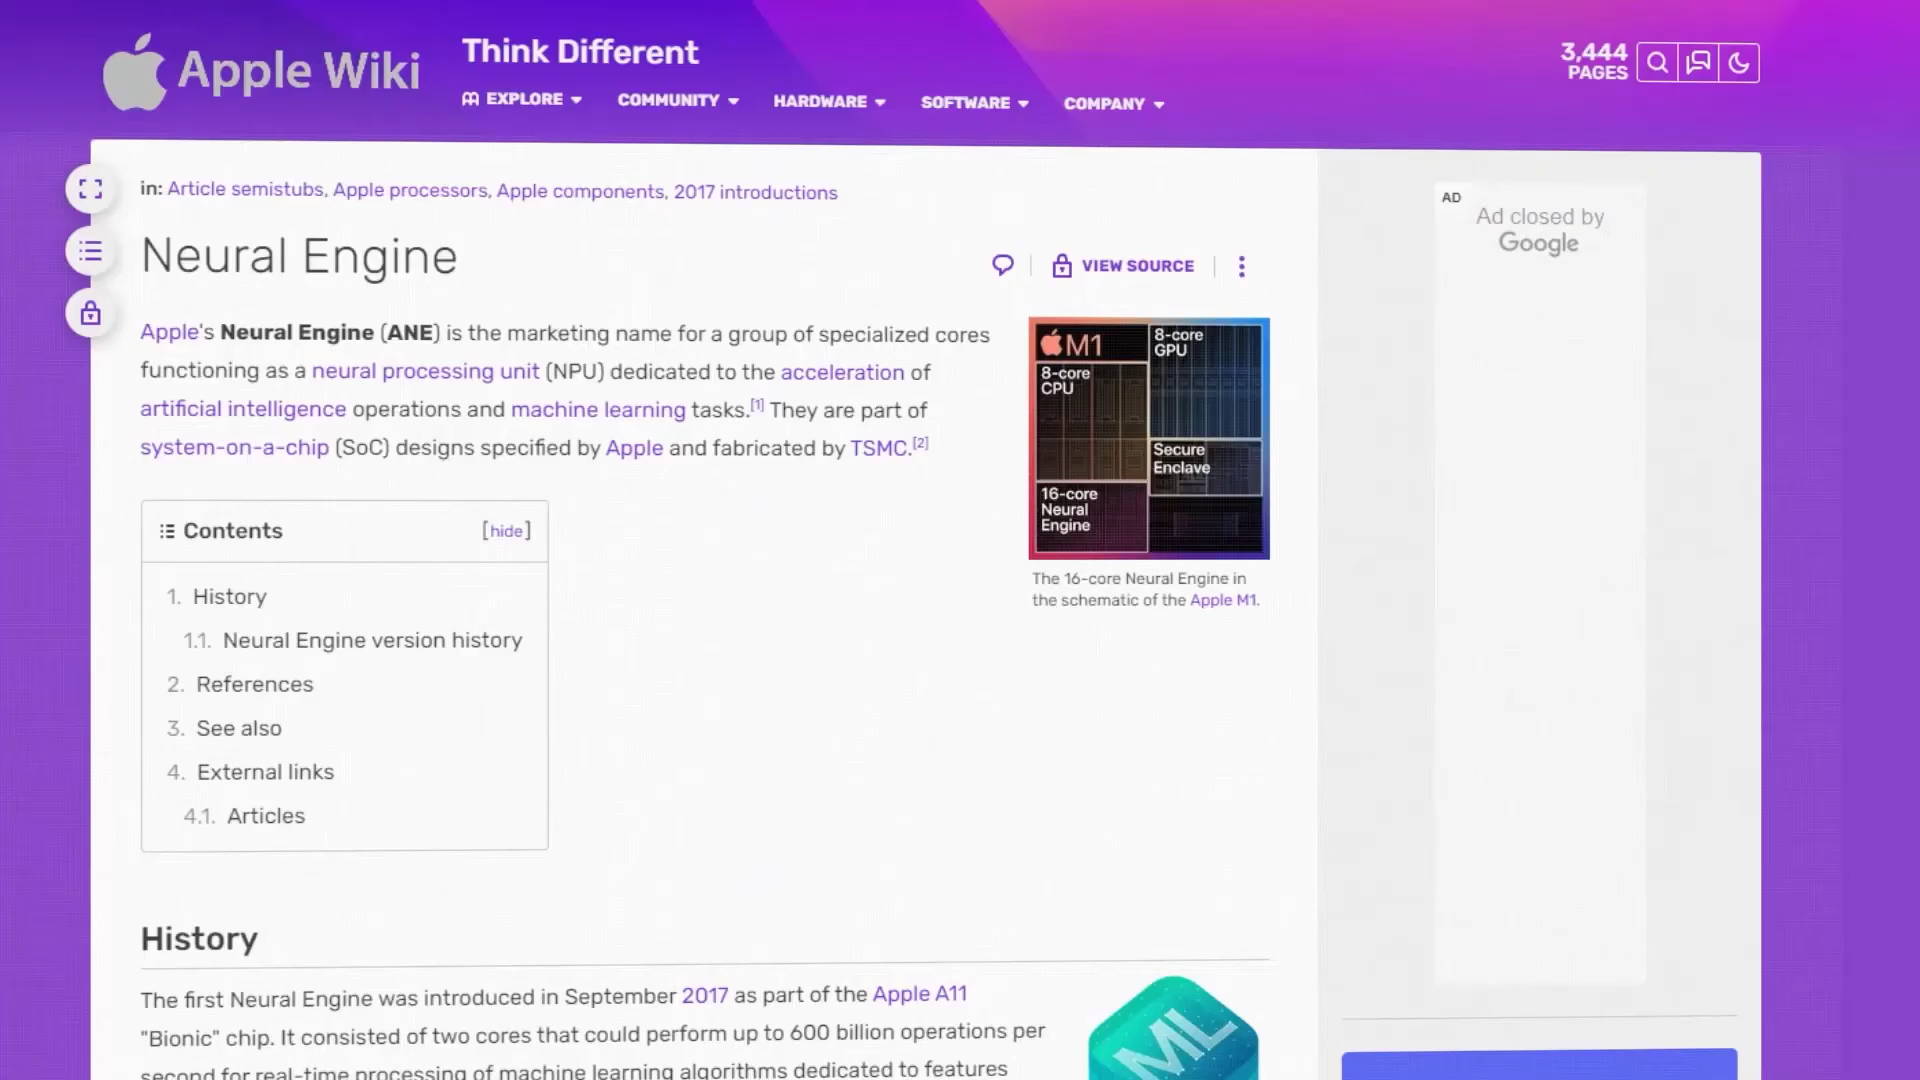 Apple Wiki
Think Different
EXPLORE
COMMUNITY
HARDWARE
SOFTWARE
COMPANY
3,444
PAGES
in: Article semistubs, Apple processors, Apple components, 2017 introductions
Neural Engine
VIEW SOURCE
Apple's Neural Engine (ANE) is the marketing name for a group of specialized cores
functioning as a neural processing unit (NPU) dedicated to the acceleration of
artificial intelligence operations and machine learning tasks.[1] They are part of
system-on-a-chip (SoC) designs specified by Apple and fabricated by TSMC.[2]
M1
8-core
GPU
8-core
CPU
Secure
Enclave
16-core
Neural
Engine
The 16-core Neural Engine in
the schematic of the Apple M1.
Contents [hide]
1. History
1.1. Neural Engine version history
2. References
3. See also
4. External links
4.1. Articles
History
The first Neural Engine was introduced in September 2017 as part of the Apple A11
"Bionic" chip. It consisted of two cores that could perform up to 600 billion operations per
second for real-time processing of machine learning algorithms dedicated to features
ML
AD
Ad closed by
Google